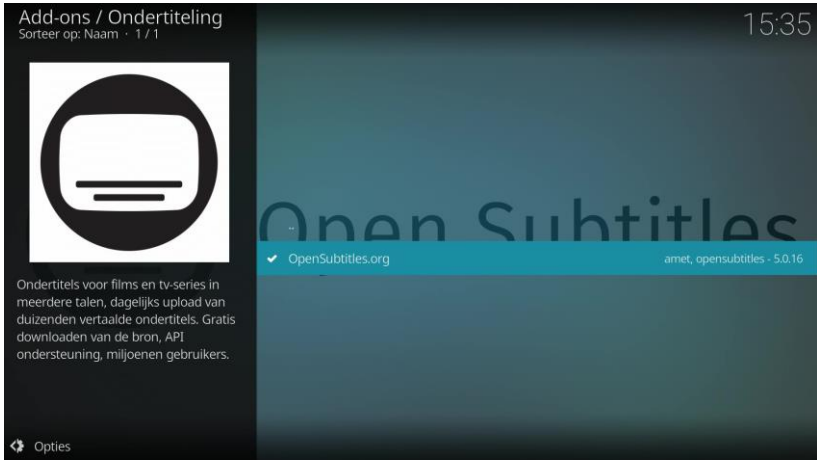 Add-ons / Ondertiteling
Sorteer op: Naam · 1 / 1
15:35
Open Subtitles
..
OpenSubtitles.org
amet, opensubtitles - 5.0.16
Ondertitels voor films en tv-series in
meerdere talen, dagelijks upload van
duizenden vertaalde ondertitels. Gratis
downloaden van de bron, API
ondersteuning, miljoenen gebruikers.
Opties